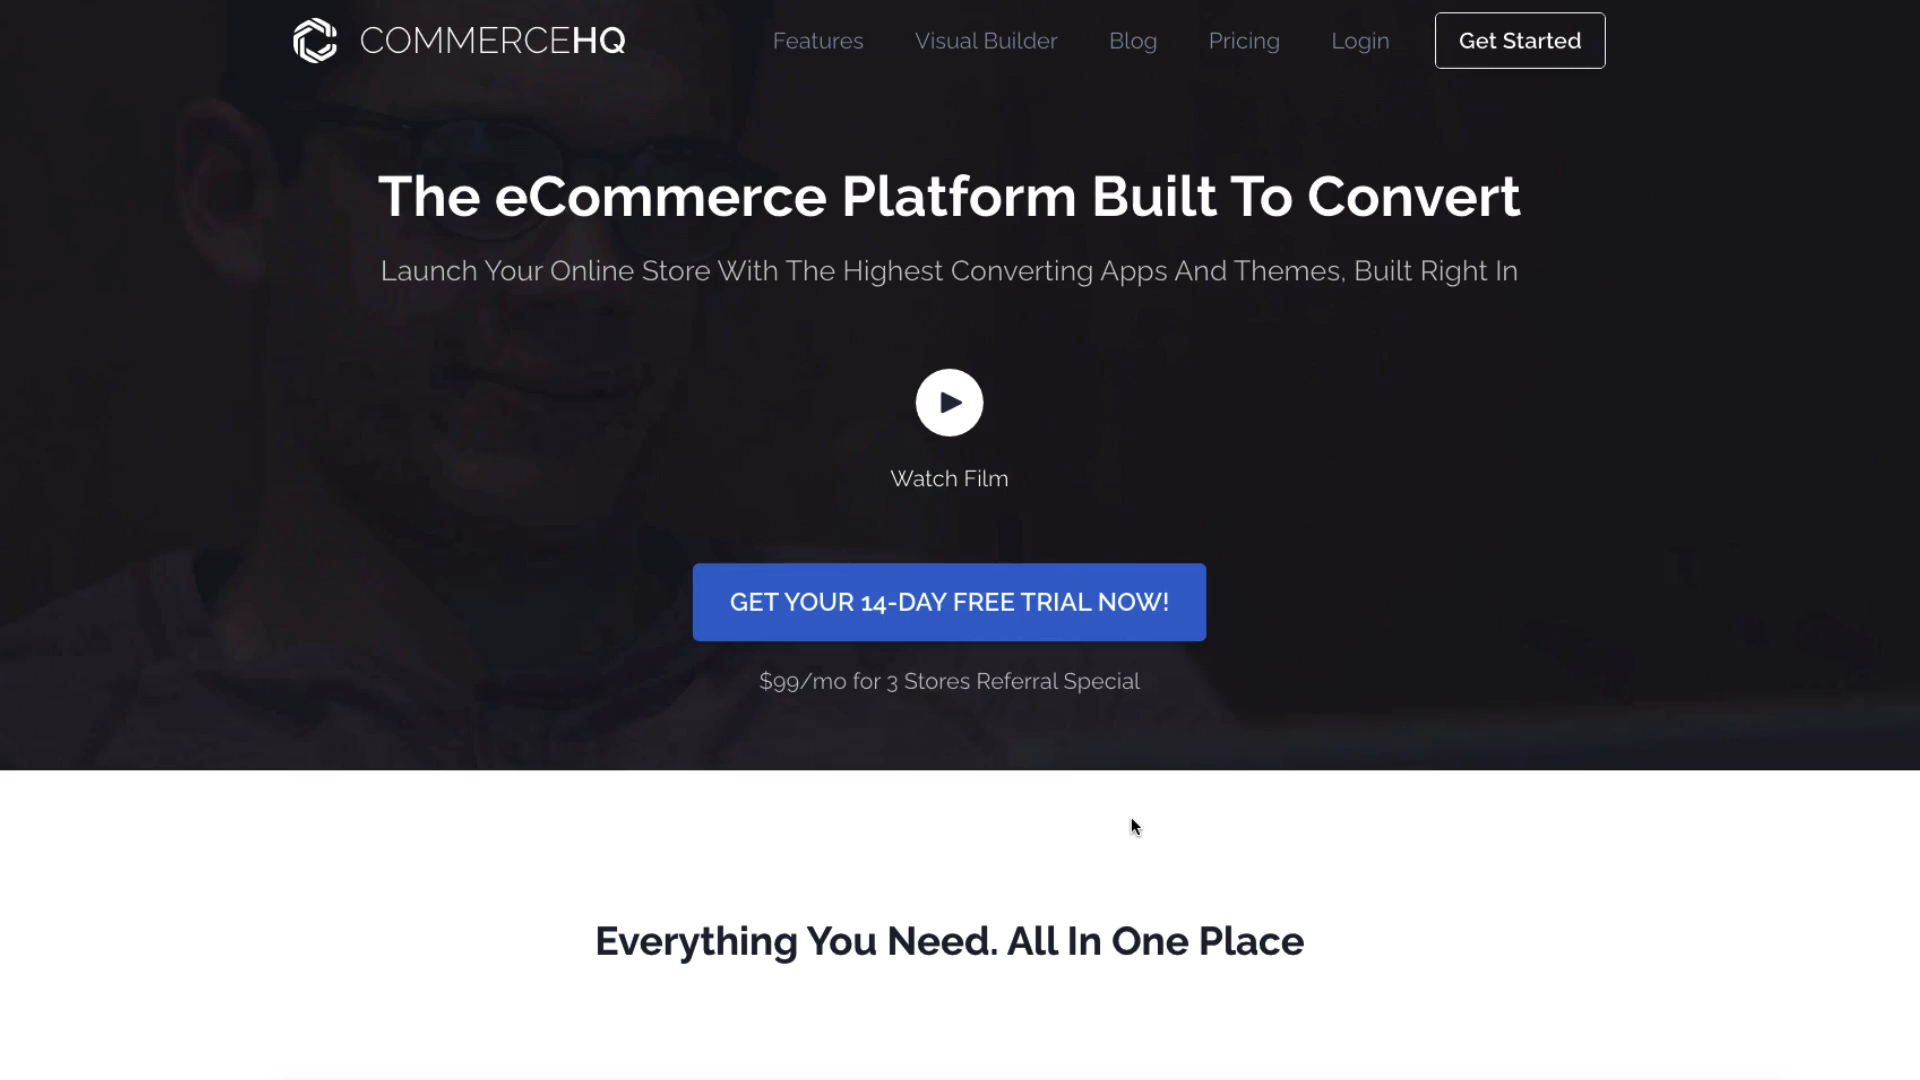 COMMERCEHQ
Features Visual Builder Blog Pricing Login Get Started
The eCommerce Platform Built To Convert
Launch Your Online Store With The Highest Converting Apps And Themes, Built Right In
Watch Film
GET YOUR 14-DAY FREE TRIAL NOW!
$99/mo for 3 Stores Referral Special
Everything You Need. All In One Place